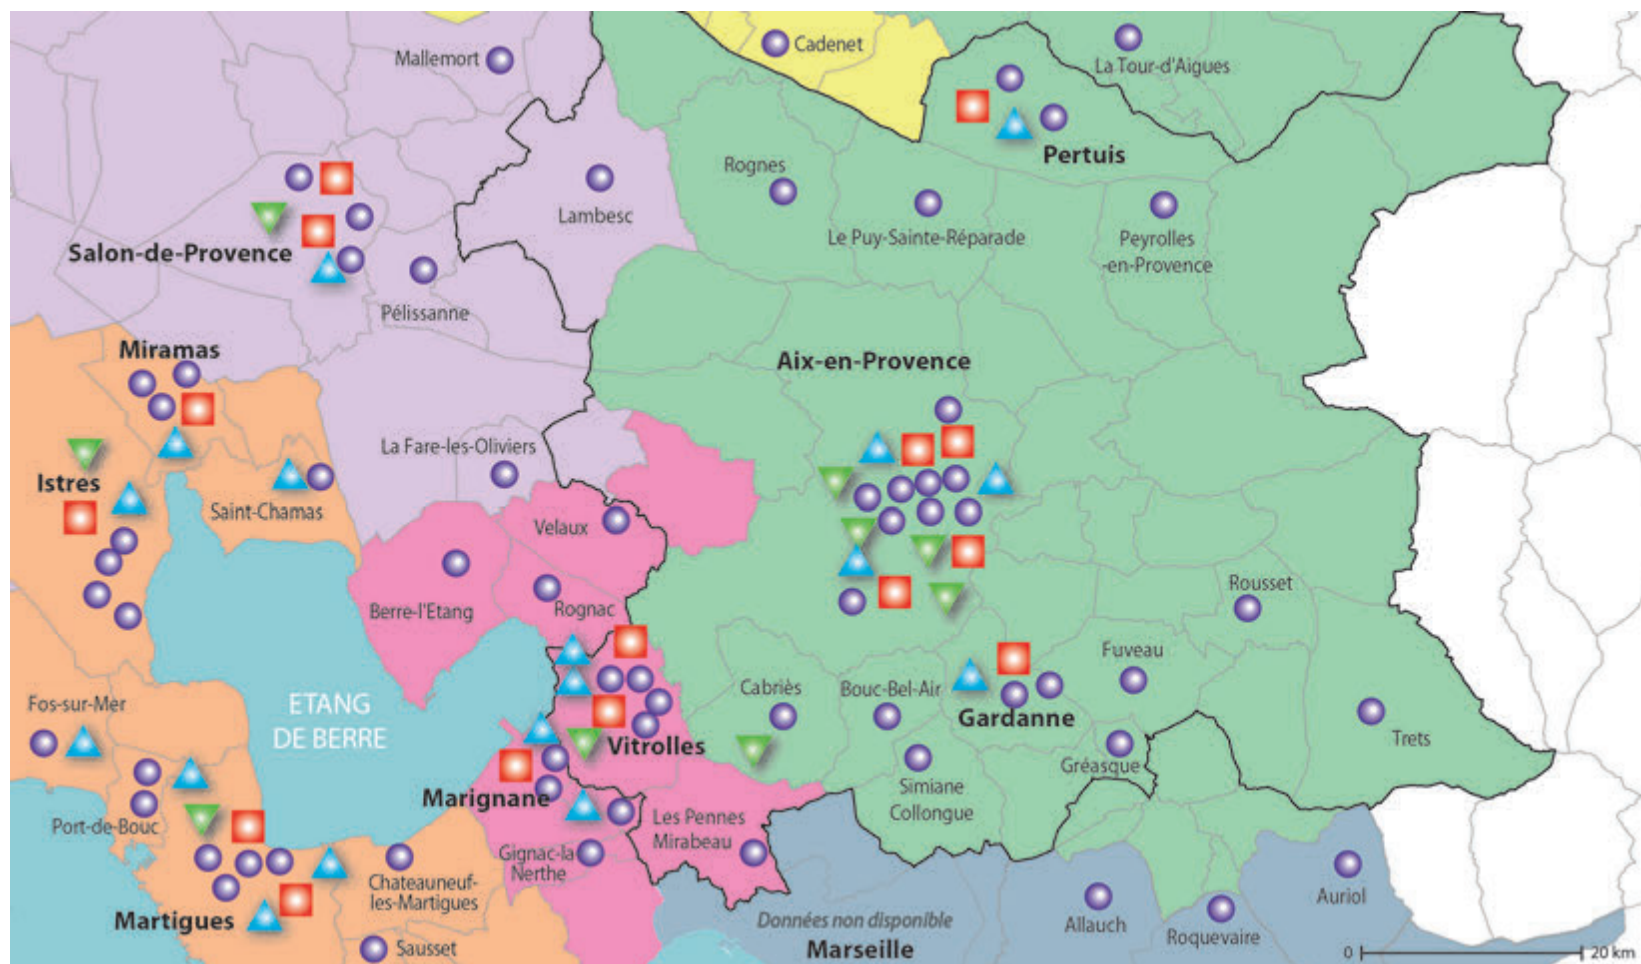 Cadenet
Mallemort
La Tour-d'Aigues
Pertuis
Rognes
Lambesc
Le Puy-Sainte-Réparade
Peyrolles
-en-Provence
Salon-de-Provence
Pélissanne
Miramas
Aix-en-Provence
La Fare-les-Oliviers
Istres
Saint-Chamas
Velaux
Berre-l'Etang
Rognac
Rousset
Fuveau
Fos-sur-Mer
ETANG
DE BERRE
Cabriès
Bouc-Bel-Air
Gardanne
Vitrolles
Trets
Gréasque
Simiane
Collongue
Marignane
Port-de-Bouc
Les Pennes
Mirabeau
Gignac-la
Nerthe
Chateauneuf-
les-Martigues
Auriol
Martigues
Données non disponible
Marseille
Allauch
Roquevaire
Sausset
0 20 km